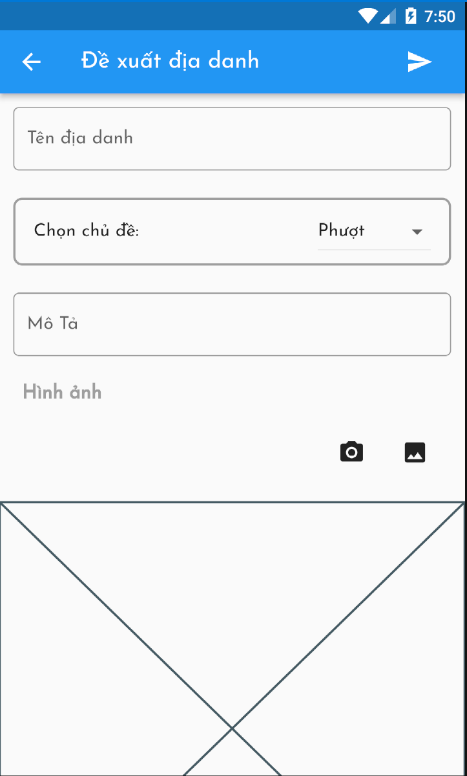 7:50
Đề xuất địa danh
Tên địa danh
Chọn chủ đề: Phượt
Mô Tả
Hình ảnh